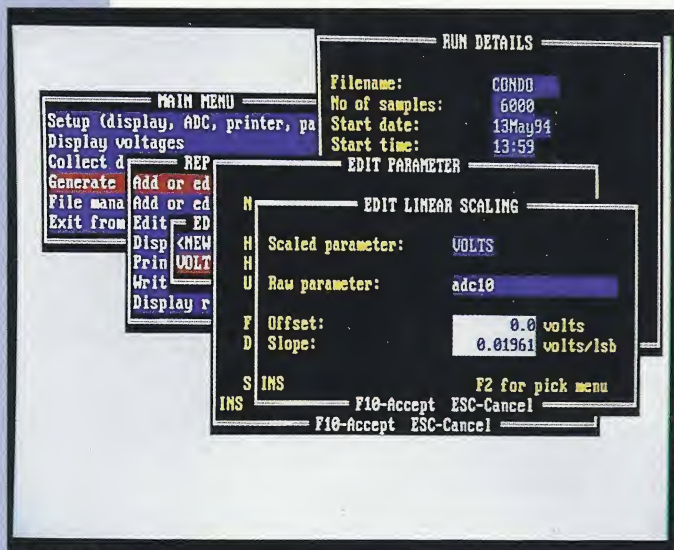 RUN DETAILS
Filename: CONDO
No of samples: 6000
Start date: 13May94
Start time: 13:59
MAIN MENU
Setup (display, ADC, printer, pa
Display voltages
Collect d
Generate
File mana
Exit from
REP
Add or ed
Add or ed
Edit
Disp
Prin
Writ
Display r
ED
<NEW
VOLT
EDIT PARAMETER
N
H
H
U
F
D
S
INS
F10-Accept ESC-Cancel
EDIT LINEAR SCALING
Scaled parameter: VOLTS
Raw parameter: adc10
Offset: 0.0 volts
Slope: 0.01961 volts/lsb
INS F2 for pick menu
F10-Accept ESC-Cancel